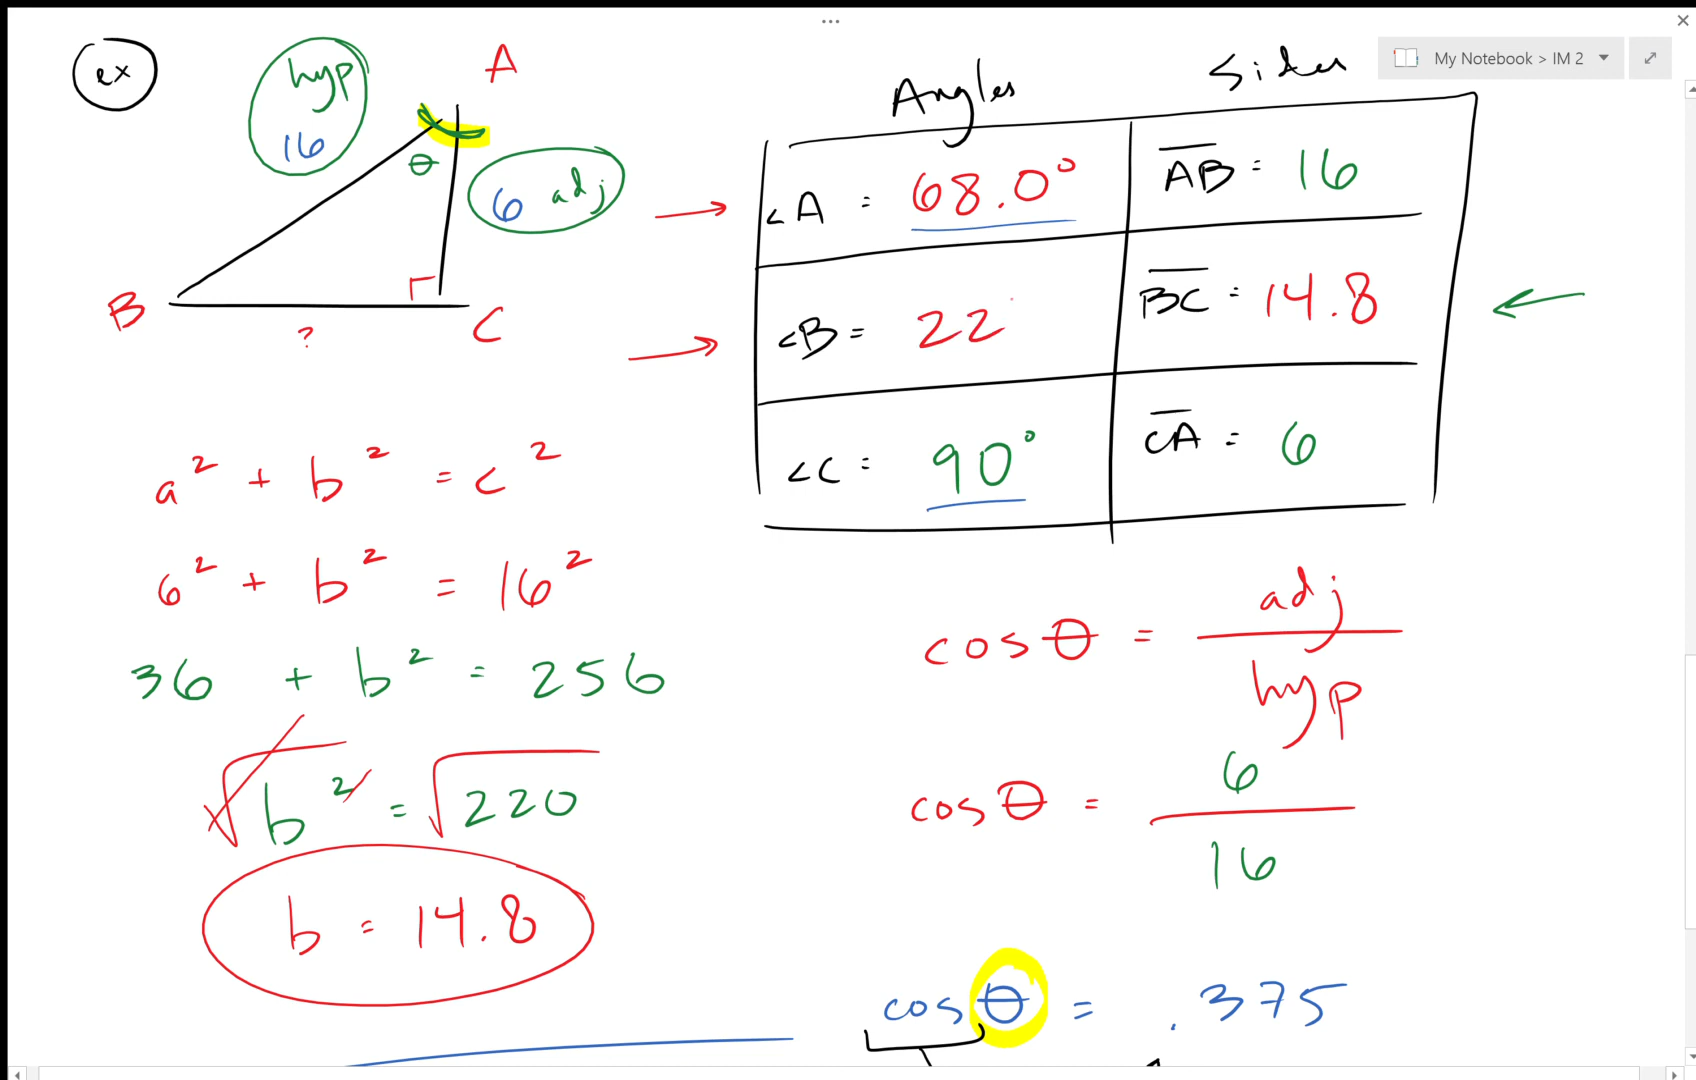 ex
hyp
16
A
θ
6 adj
B
C
?
My Notebook > IM 2
Angles
Sides
<A = 68.0°
AB = 16
<B = 22
BC = 14.8
<C = 90°
CA = 6
a² + b² = c²
6² + b² = 16²
36 + b² = 256
√b² = √220
b = 14.8
cos θ = adj / hyp
cos θ = 6 / 16
cos θ = .375